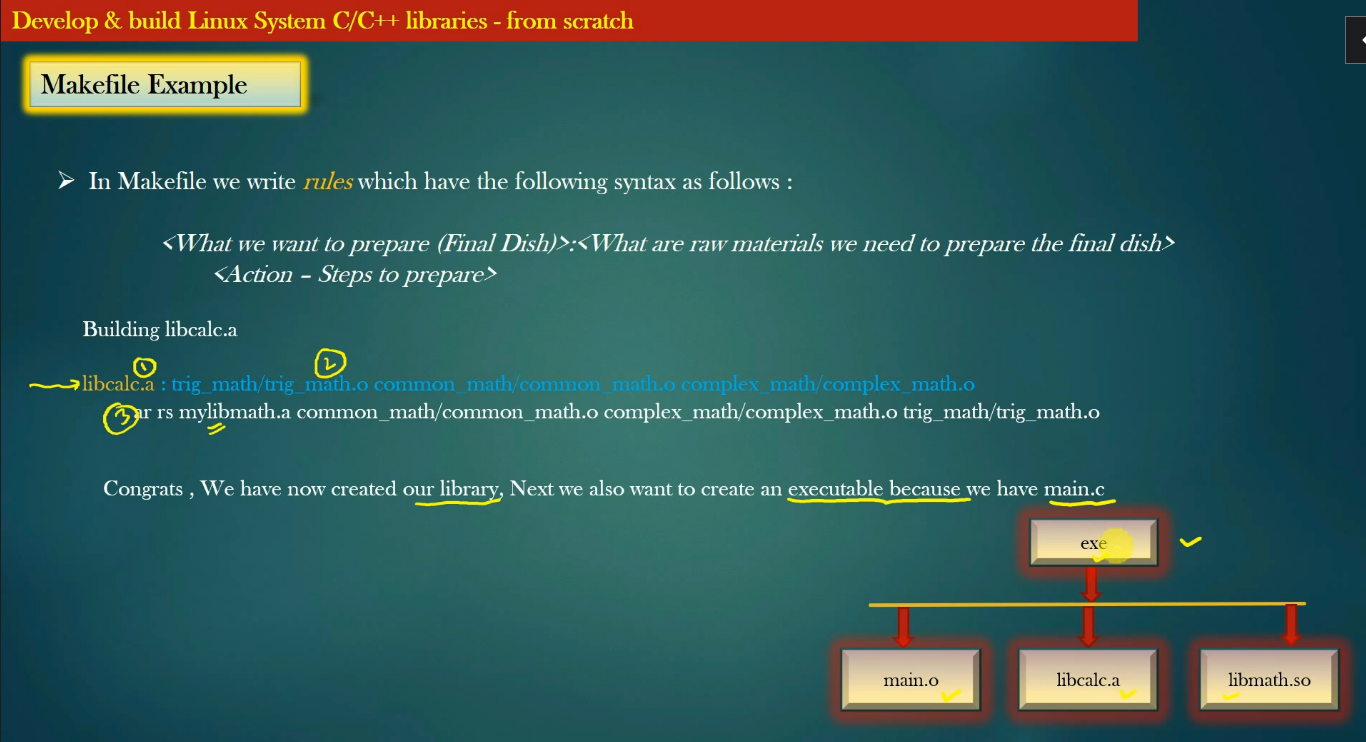 Develop & build Linux System C/C++ libraries - from scratch
Makefile Example
➤ In Makefile we write rules which have the following syntax as follows :
<What we want to prepare (Final Dish)>:<What are raw materials we need to prepare the final dish>
<Action – Steps to prepare>
Building libcalc.a
1 2
libcalc.a : trig_math/trig_math.o common_math/common_math.o complex_math/complex_math.o
3 ar rs mylibmath.a common_math/common_math.o complex_math/complex_math.o trig_math/trig_math.o
Congrats , We have now created our library, Next we also want to create an executable because we have main.c
exe
main.o libcalc.a libmath.so